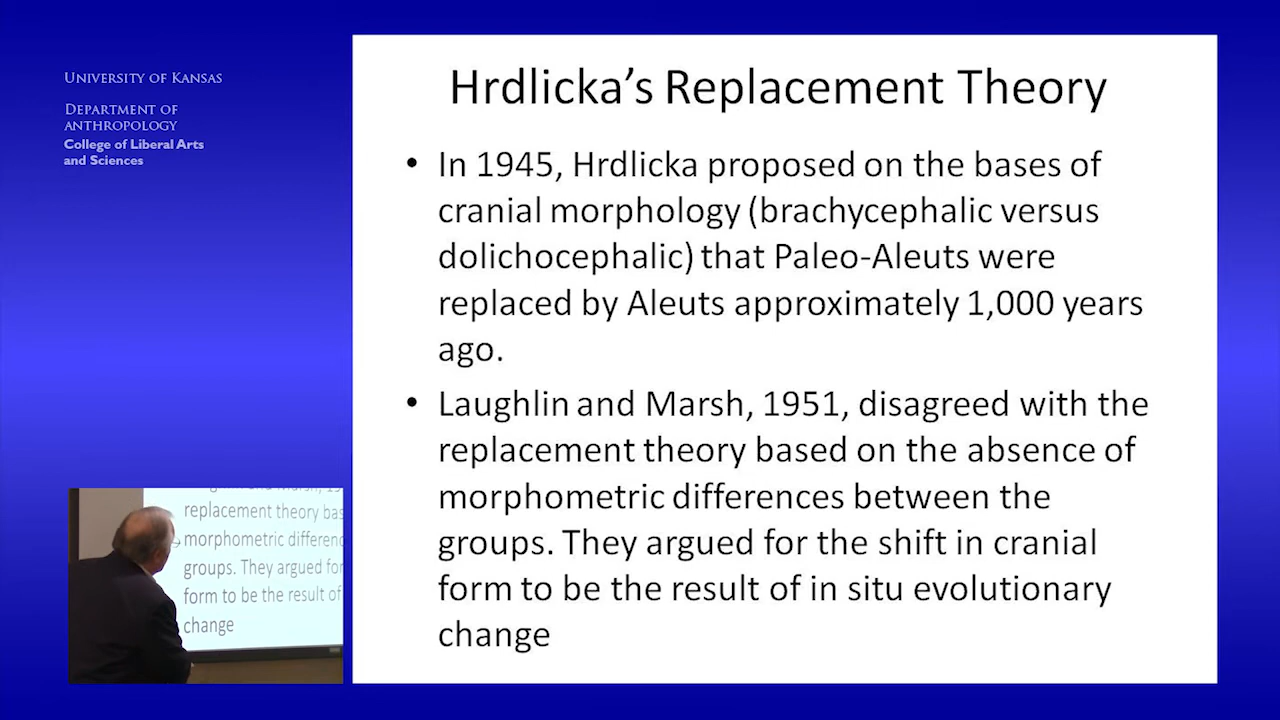 UNIVERSITY OF KANSAS
DEPARTMENT OF
ANTHROPOLOGY
College of Liberal Arts
and Sciences
Hrdlicka’s Replacement Theory
• In 1945, Hrdlicka proposed on the bases of
cranial morphology (brachycephalic versus
dolichocephalic) that Paleo-Aleuts were
replaced by Aleuts approximately 1,000 years
ago.
• Laughlin and Marsh, 1951, disagreed with the
replacement theory based on the absence of
morphometric differences between the
groups. They argued for the shift in cranial
form to be the result of in situ evolutionary
change
replacement theory bas
morphometric differen
groups. They argued for
form to be the result of
change